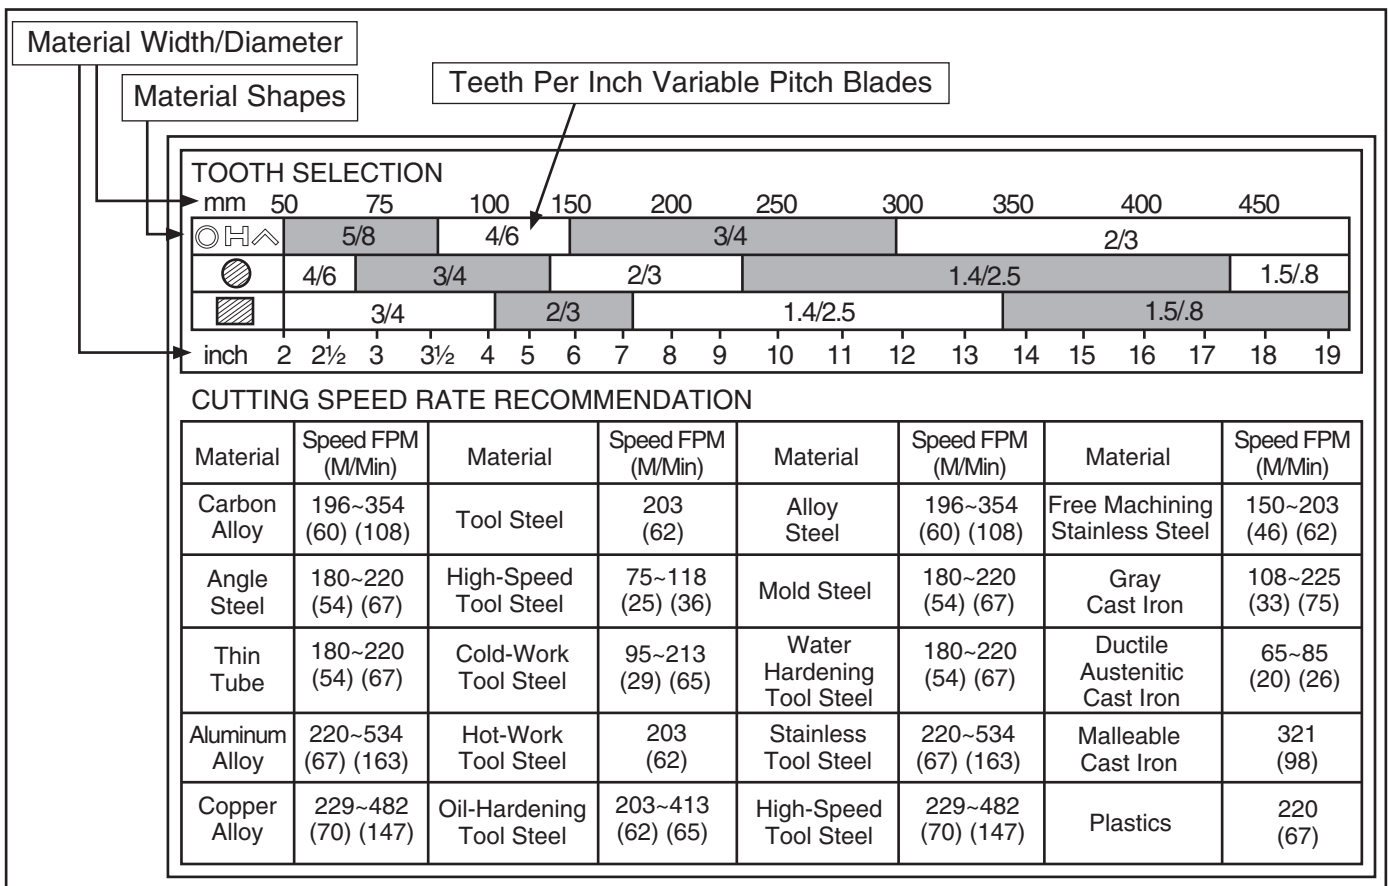 Material Width/Diameter
Material Shapes
Teeth Per Inch Variable Pitch Blades
TOOTH SELECTION
mm 50 75 100 150 200 250 300 350 400 450
5/8 4/6 3/4 2/3
4/6 3/4 2/3 1.4/2.5 1.5/.8
3/4 2/3 1.4/2.5 1.5/.8
inch 2 2½ 3 3½ 4 5 6 7 8 9 10 11 12 13 14 15 16 17 18 19
CUTTING SPEED RATE RECOMMENDATION
Material
Speed FPM
(M/Min)
Material
Speed FPM
(M/Min)
Material
Speed FPM
(M/Min)
Material
Speed FPM
(M/Min)
Carbon
Alloy
196~354
(60) (108)
Tool Steel
203
(62)
Alloy
Steel
196~354
(60) (108)
Free Machining
Stainless Steel
150~203
(46) (62)
Angle
Steel
180~220
(54) (67)
High-Speed
Tool Steel
75~118
(25) (36)
Mold Steel
180~220
(54) (67)
Gray
Cast Iron
108~225
(33) (75)
Thin
Tube
180~220
(54) (67)
Cold-Work
Tool Steel
95~213
(29) (65)
Water
Hardening
Tool Steel
180~220
(54) (67)
Ductile
Austenitic
Cast Iron
65~85
(20) (26)
Aluminum
Alloy
220~534
(67) (163)
Hot-Work
Tool Steel
203
(62)
Stainless
Tool Steel
220~534
(67) (163)
Malleable
Cast Iron
321
(98)
Copper
Alloy
229~482
(70) (147)
Oil-Hardening
Tool Steel
203~413
(62) (65)
High-Speed
Tool Steel
229~482
(70) (147)
Plastics
220
(67)